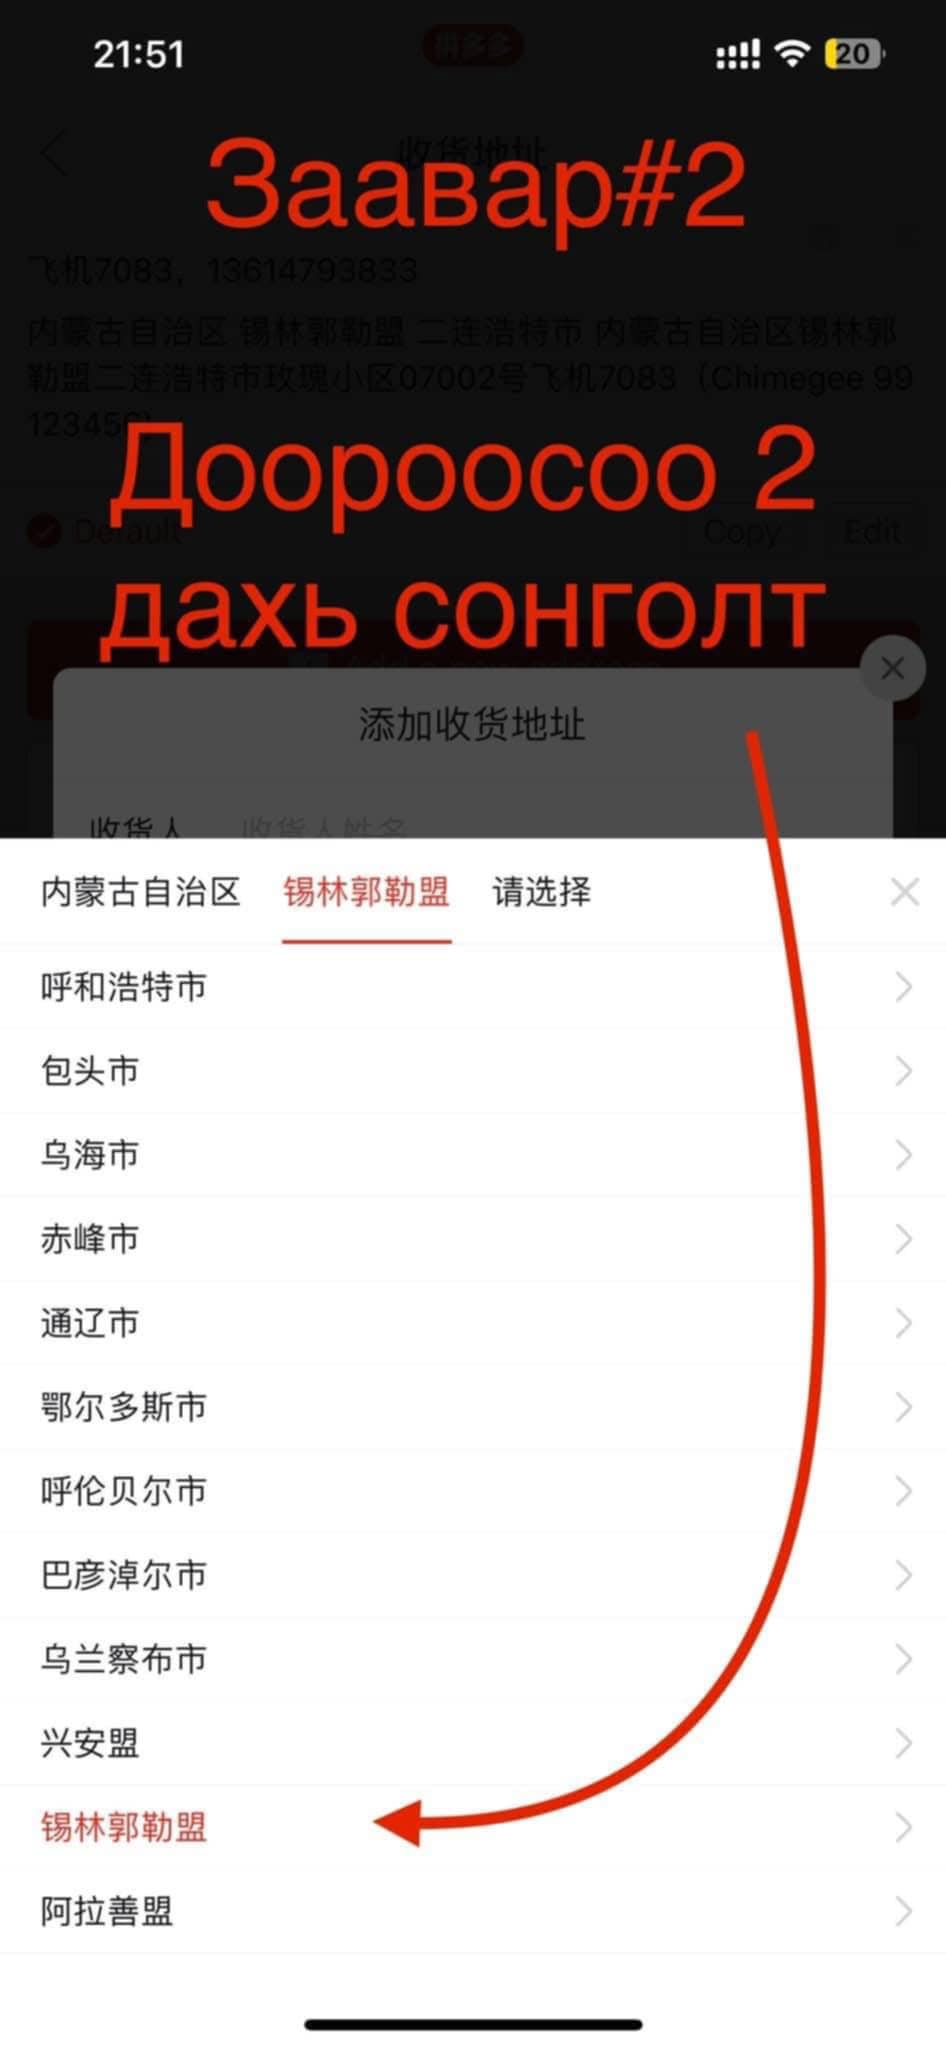 21:51
20
拼多多
收货地址
Заавар#2
飞机7083，13614793833
内蒙古自治区 锡林郭勒盟 二连浩特市 内蒙古自治区锡林郭
勒盟二连浩特市玫瑰小区07002号飞机7083（Chimegee 99
123456)
Доороосоо 2
Default
Copy
Edit
дахь сонголт
添加收货地址
收货人 收货人姓名
内蒙古自治区 锡林郭勒盟 请选择
呼和浩特市
包头市
乌海市
赤峰市
通辽市
鄂尔多斯市
呼伦贝尔市
巴彦淖尔市
乌兰察布市
兴安盟
锡林郭勒盟
阿拉善盟